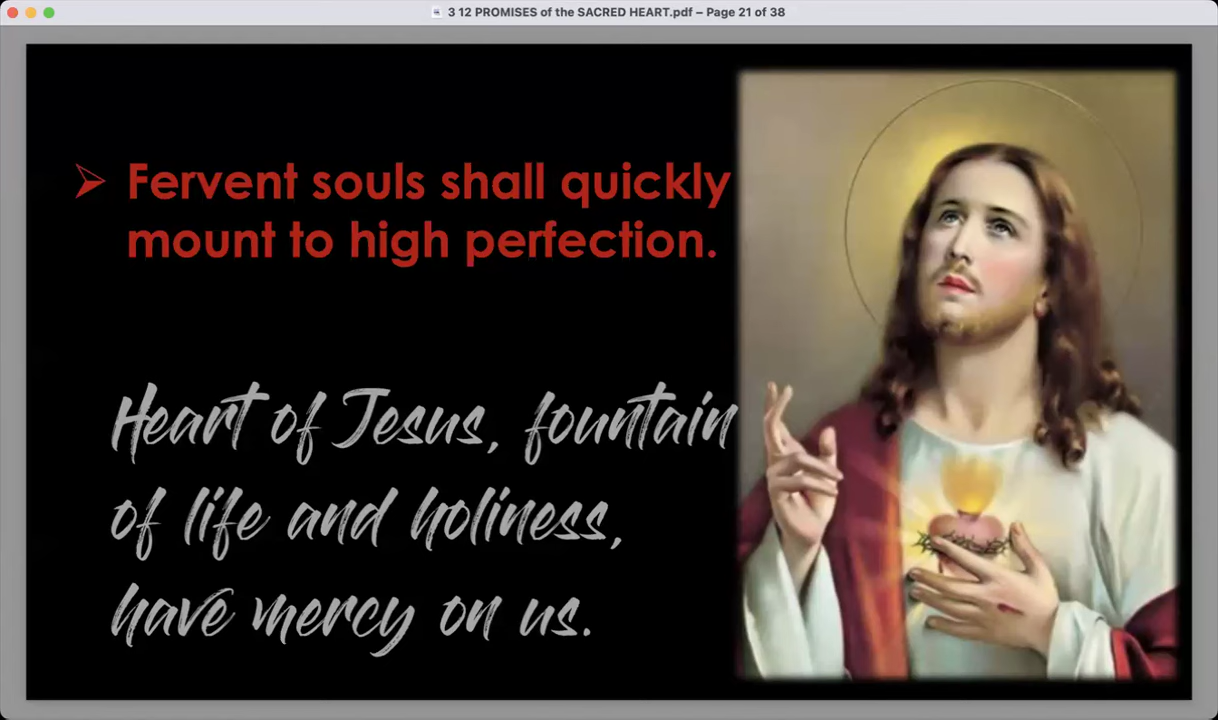 3 12 PROMISES of the SACRED HEART.pdf – Page 21 of 38
➢ Fervent souls shall quickly
mount to high perfection.
Heart of Jesus, fountain
of life and holiness,
have mercy on us.